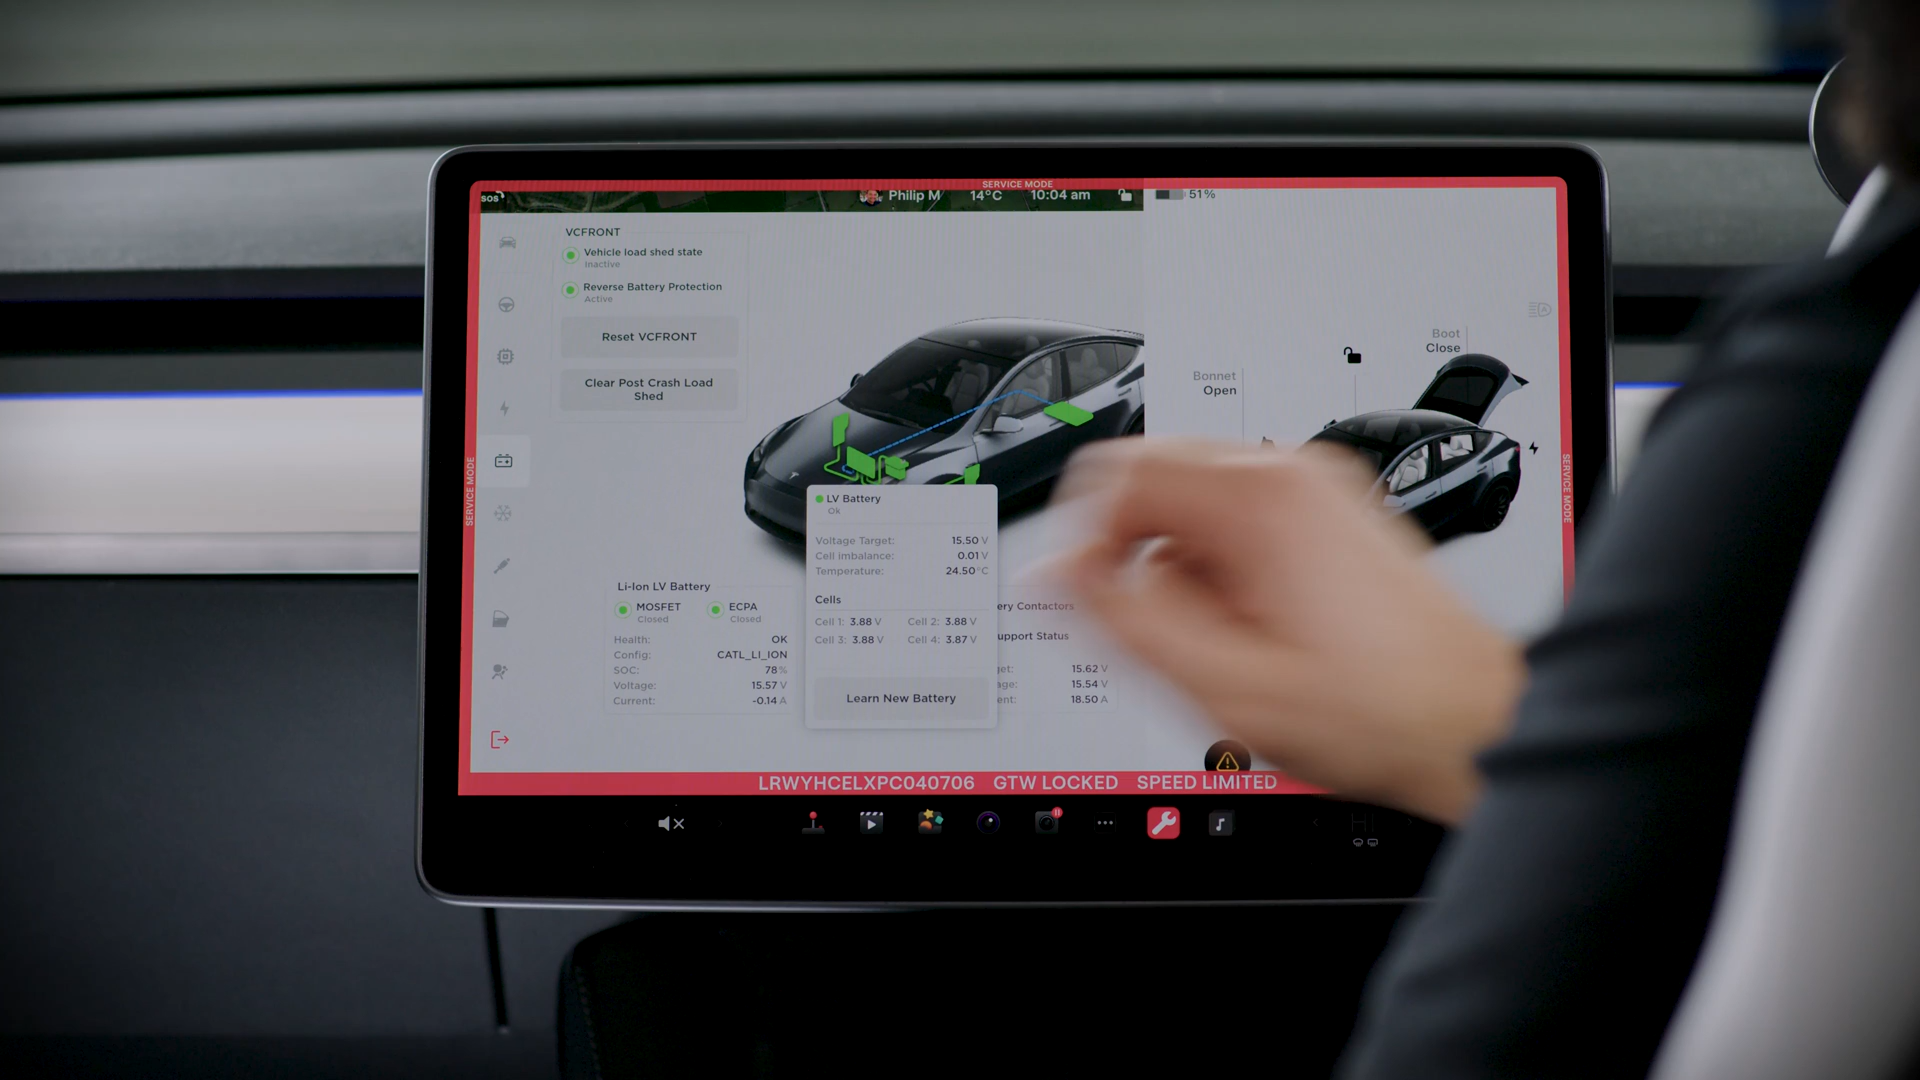 SERVICE MODE
sos
Philip M 14°C 10:04 am
51%
VCFRONT
Vehicle load shed state
Inactive
Reverse Battery Protection
Active
Reset VCFRONT
Clear Post Crash Load
Shed
Boot
Close
Bonnet
Open
SERVICE MODE
SERVICE MODE
LV Battery
Ok
Voltage Target: 15.50 V
Cell imbalance: 0.01 V
Temperature: 24.50°C
Cells
Cell 1: 3.88 V Cell 2: 3.88 V
Cell 3: 3.88 V Cell 4: 3.87 V
Learn New Battery
Li-Ion LV Battery
MOSFET
Closed
ECPA
Closed
Health: OK
Config: CATL_LI_ION
SOC: 78%
Voltage: 15.57 V
Current: -0.14 A
ery Contactors
upport Status
get: 15.62 V
age: 15.54 V
ent: 18.50 A
LRWYHCELXPC040706 GTW LOCKED SPEED LIMITED